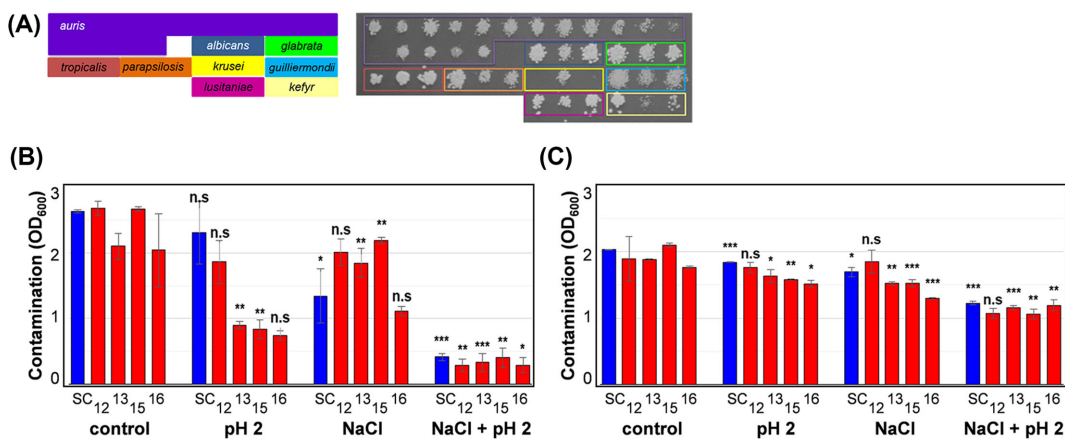 (A)
auris
albicans glabrata
tropicalis parapsilosis krusei guilliermondii
lusitaniae kefyr
(B)
Contamination (OD600)
3
2
1
0
n.s
n.s
**
**
n.s
*
n.s
**
**
n.s
***
**
***
**
*
SC 12 13 15 16 SC 12 13 15 16 SC 12 13 15 16 SC 12 13 15 16
control pH 2 NaCl NaCl + pH 2
(C)
Contamination (OD600)
3
2
1
0
***
n.s
*
**
*
*
n.s
***
***
***
***
n.s
***
**
**
SC 12 13 15 16 SC 12 13 15 16 SC 12 13 15 16 SC 12 13 15 16
control pH 2 NaCl NaCl + pH 2